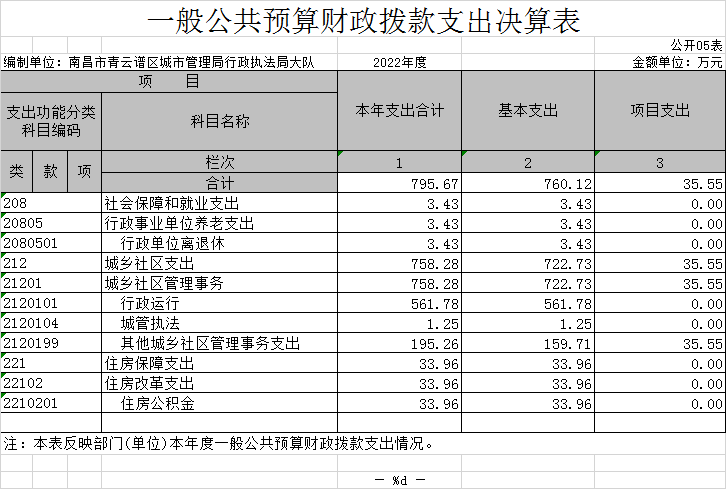 一般公共预算财政拨款支出决算表
公开05表
编制单位：南昌市青云谱区城市管理局行政执法局大队 2022年度 金额单位：万元
项 目 本年支出合计 基本支出 项目支出
支出功能分类科目编码 科目名称
类 款 项 栏次 1 2 3
合计 795.67 760.12 35.55
208 社会保障和就业支出 3.43 3.43 0.00
20805 行政事业单位养老支出 3.43 3.43 0.00
2080501 行政单位离退休 3.43 3.43 0.00
212 城乡社区支出 758.28 722.73 35.55
21201 城乡社区管理事务 758.28 722.73 35.55
2120101 行政运行 561.78 561.78 0.00
2120104 城管执法 1.25 1.25 0.00
2120199 其他城乡社区管理事务支出 195.26 159.71 35.55
221 住房保障支出 33.96 33.96 0.00
22102 住房改革支出 33.96 33.96 0.00
2210201 住房公积金 33.96 33.96 0.00
注：本表反映部门(单位)本年度一般公共预算财政拨款支出情况。
— %d —